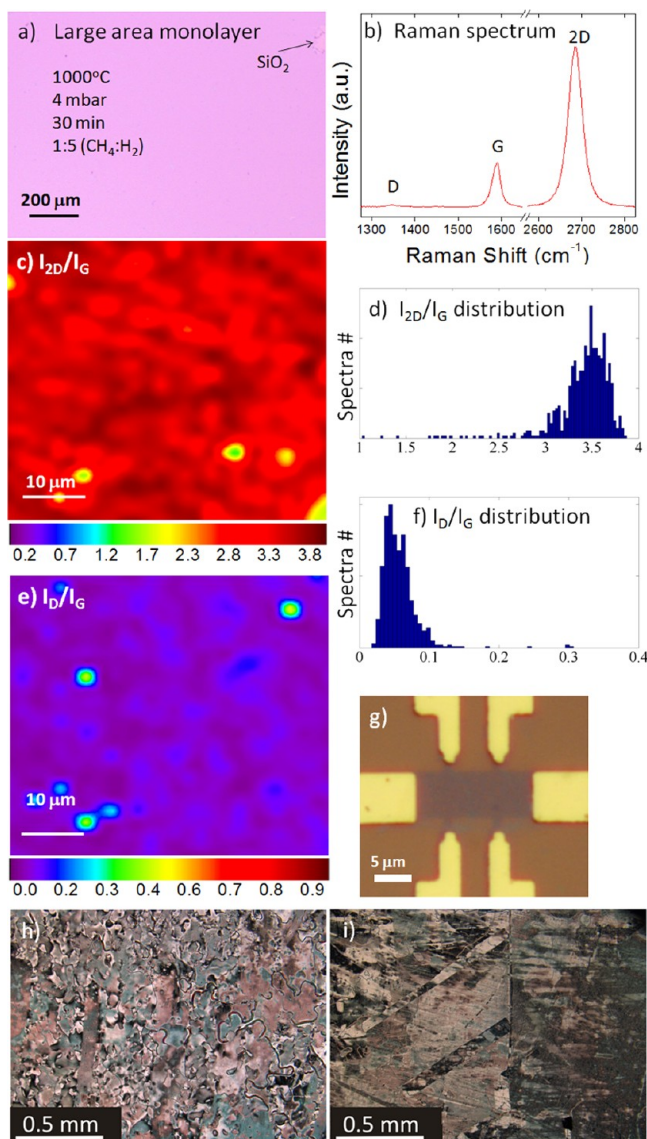 a) Large area monolayer
SiO₂
1000°C
4 mbar
30 min
1:5 (CH₄:H₂)
200 μm
b) Raman spectrum
2D
G
D
Intensity (a.u.)
1300 1400 1500 1600 2600 2700 2800
Raman Shift (cm⁻¹)
c) I₂D/IG
10 μm
0.2 0.7 1.2 1.7 2.3 2.8 3.3 3.8
d) I₂D/IG distribution
Spectra #
1 1.5 2 2.5 3 3.5 4
e) ID/IG
10 μm
0.0 0.1 0.2 0.3 0.4 0.6 0.7 0.8 0.9
f) ID/IG distribution
Spectra #
0 0.1 0.2 0.3 0.4
g)
5 μm
h)
0.5 mm
i)
0.5 mm